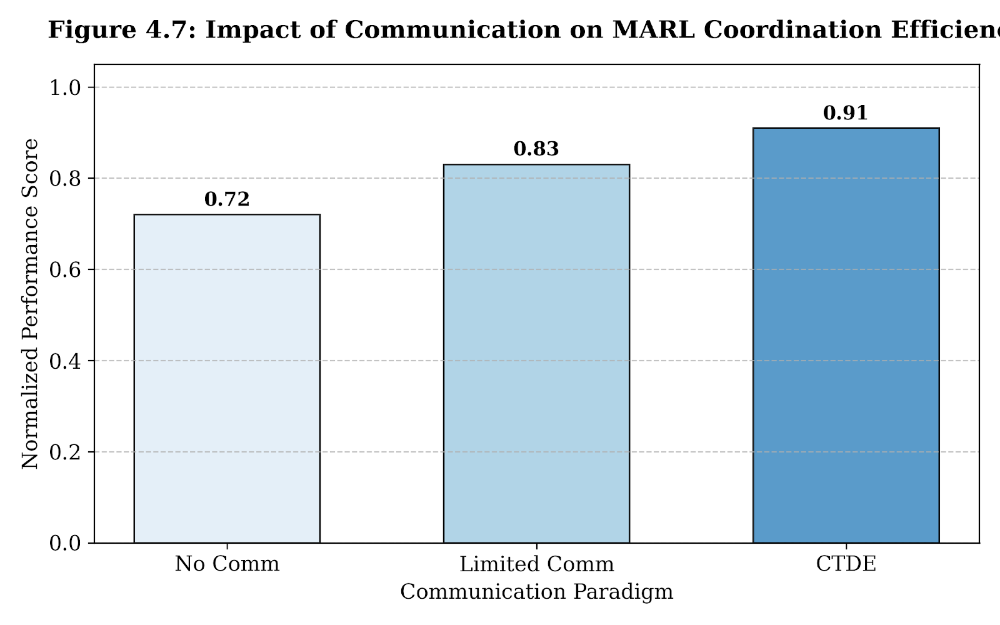 Figure 4.7: Impact of Communication on MARL Coordination Efficienc
1.0
0.8
0.6
0.4
0.2
0.0
Normalized Performance Score
0.72
0.83
0.91
No Comm
Limited Comm
CTDE
Communication Paradigm